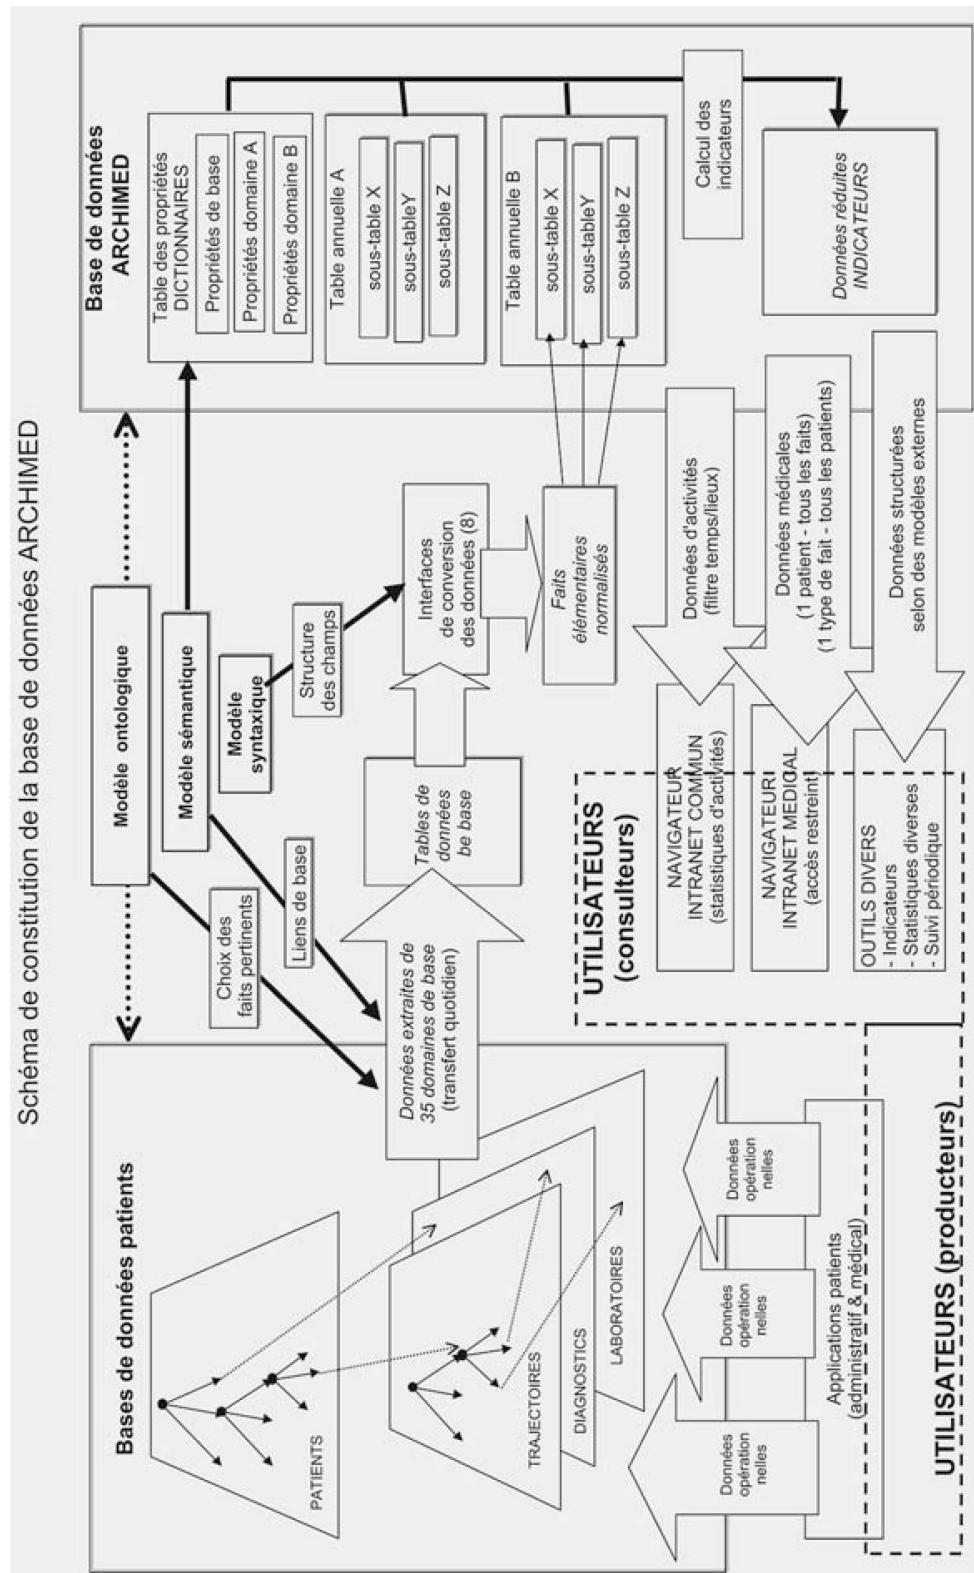 Schéma de constitution de la base de données ARCHIMED
Bases de données patients
PATIENTS
TRAJECTOIRES
DIAGNOSTICS
LABORATOIRES
Données
opération
nelles
Données
opération
nelles
Données
opération
nelles
Applications patients
(administratif & médical)
UTILISATEURS (producteurs)
Modèle ontologique
Modèle sémantique
Modèle
syntaxique
Choix des
faits pertinents
Liens de base
Structure
des champs
Données extraites de
35 domaines de base
(transfert quotidien)
Tables de
données
be base
Interfaces
de conversion
des données (8)
Faits
élémentaires
normalisés
UTILISATEURS
(consulteurs)
NAVIGATEUR
INTRANET COMMUN
(statistiques d'activités)
NAVIGATEUR
INTRANET MEDICAL
(accès restreint)
OUTILS DIVERS
- Indicateurs
- Statistiques diverses
- Suivi périodique
Données d'activités
(filtre temps/lieux)
Données médicales
(1 patient - tous les faits)
(1 type de fait - tous les patients)
Données structurées
selon des modèles externes
Base de données
ARCHIMED
Table des propriétés
DICTIONNAIRES
Propriétés de base
Propriétés domaine A
Propriétés domaine B
Table annuelle A
sous-table X
sous-tableY
sous-table Z
Table annuelle B
sous-table X
sous-tableY
sous-table Z
Calcul des
indicateurs
Données réduites
INDICATEURS